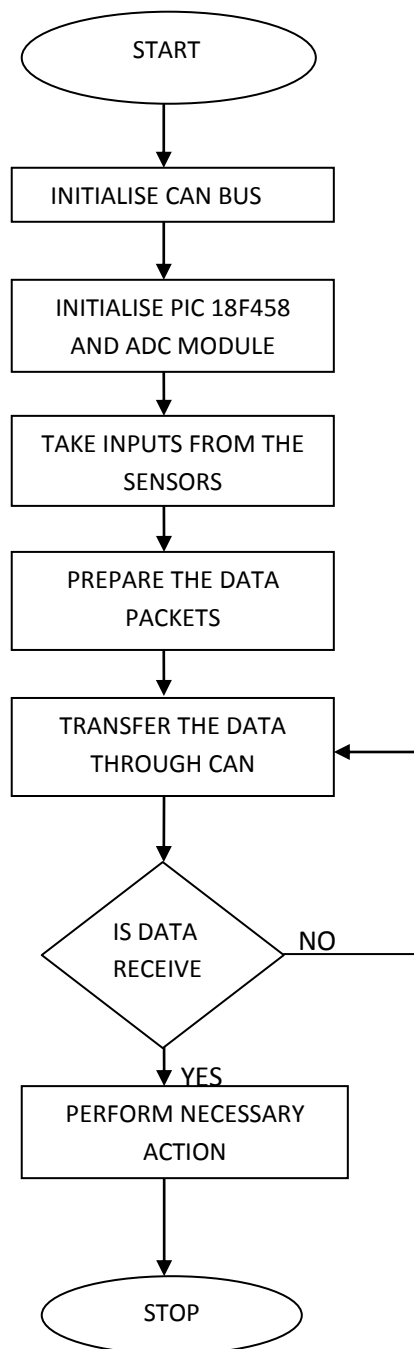 START
INITIALISE CAN BUS
INITIALISE PIC 18F458
AND ADC MODULE
TAKE INPUTS FROM THE
SENSORS
PREPARE THE DATA
PACKETS
TRANSFER THE DATA
THROUGH CAN
IS DATA
RECEIVE
NO
YES
PERFORM NECESSARY
ACTION
STOP